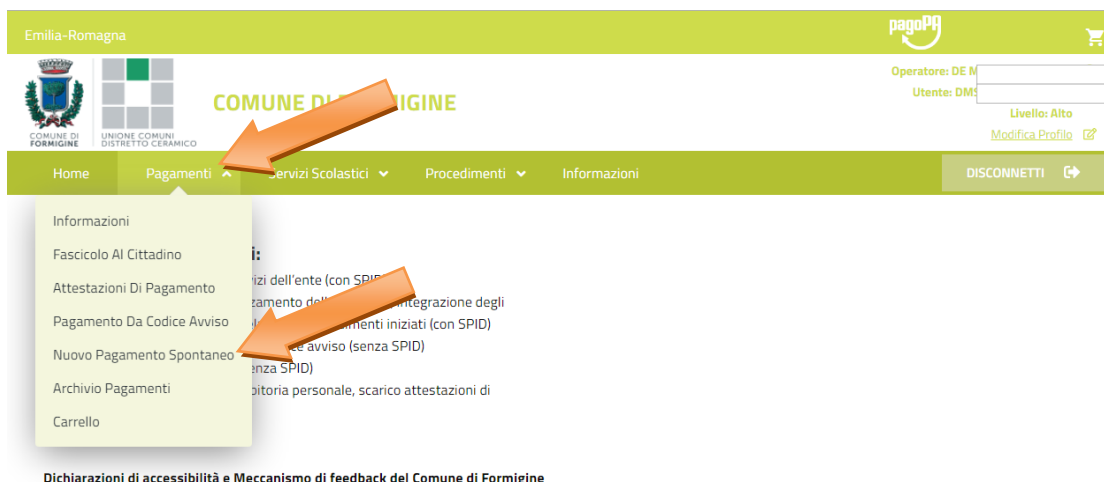 Emilia-Romagna
pagoPA
Operatore: DE M
Utente: DMS
Livello: Alto
Modifica Profilo
COMUNE DI
FORMIGINE
UNIONE COMUNI
DISTRETTO CERAMICO
COMUNE DI IGINE
Home Pagamenti Servizi Scolastici Procedimenti Informazioni DISCONNETTI
Informazioni
Fascicolo Al Cittadino
Attestazioni Di Pagamento
Pagamento Da Codice Avviso
Nuovo Pagamento Spontaneo
Archivio Pagamenti
Carrello
i:
izi dell'ente (con SPID
zamento dell integrazione degli
menti iniziati (con SPID)
avviso (senza SPID)
enza SPID)
bitoria personale, scarico attestazioni di
Dichiarazioni di accessibilità e Meccanismo di feedback del Comune di Formigine